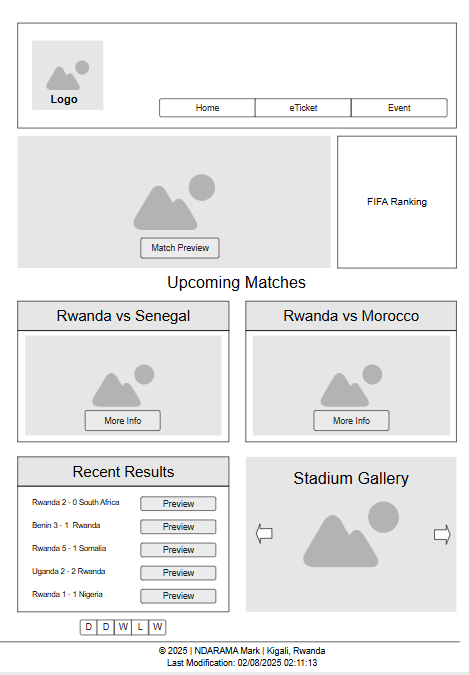 Logo
Home eTicket Event
Match Preview
FIFA Ranking
Upcoming Matches
Rwanda vs Senegal
More Info
Rwanda vs Morocco
More Info
Recent Results
Rwanda 2 - 0 South Africa Preview
Benin 3 - 1 Rwanda Preview
Rwanda 5 - 1 Somalia Preview
Uganda 2 - 2 Rwanda Preview
Rwanda 1 - 1 Nigeria Preview
D D W L W
Stadium Gallery
© 2025 | NDARAMA Mark | Kigali, Rwanda
Last Modification: 02/08/2025 02:11:13